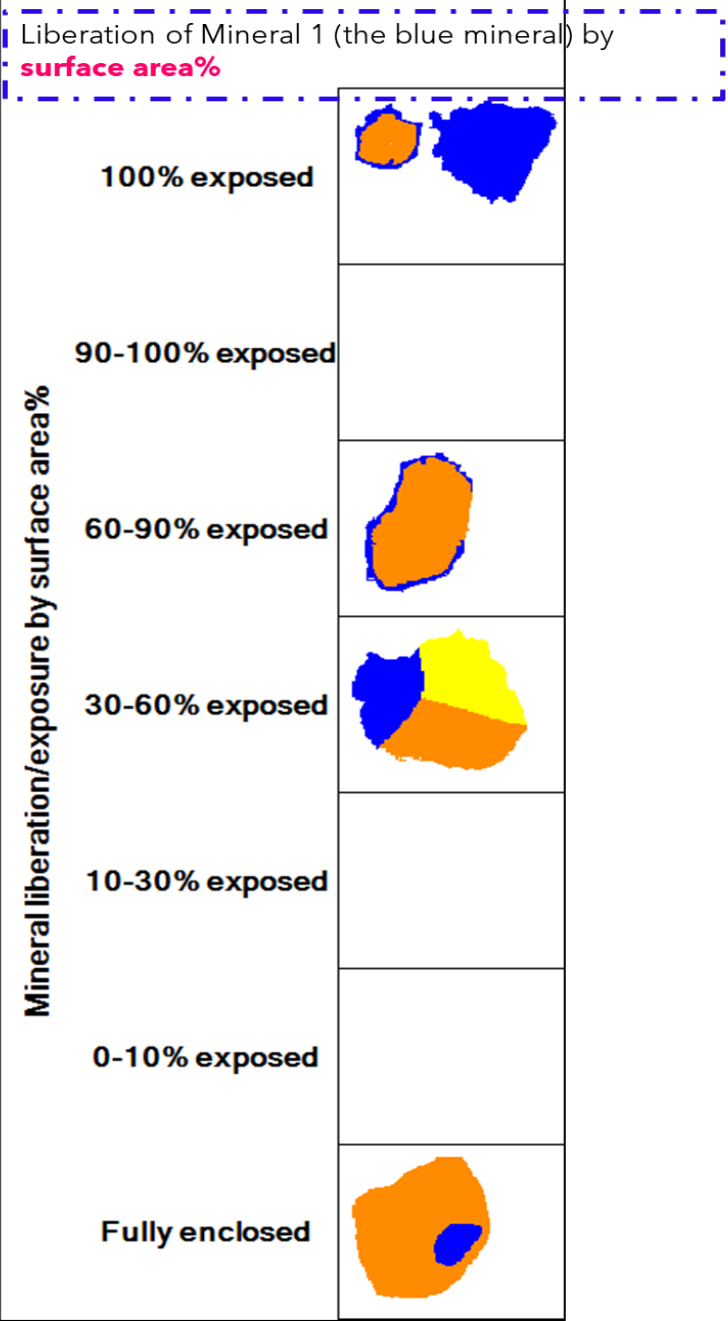 Liberation of Mineral 1 (the blue mineral) by
surface area%
Mineral liberation/exposure by surface area%
100% exposed
90-100% exposed
60-90% exposed
30-60% exposed
10-30% exposed
0-10% exposed
Fully enclosed